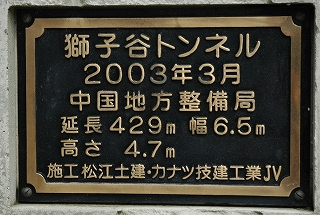 獅子谷トンネル
2003年3月
中国地方整備局
延長429m 幅6.5m
高さ 4.7m
施工 松江土建・カナツ技建工業JV